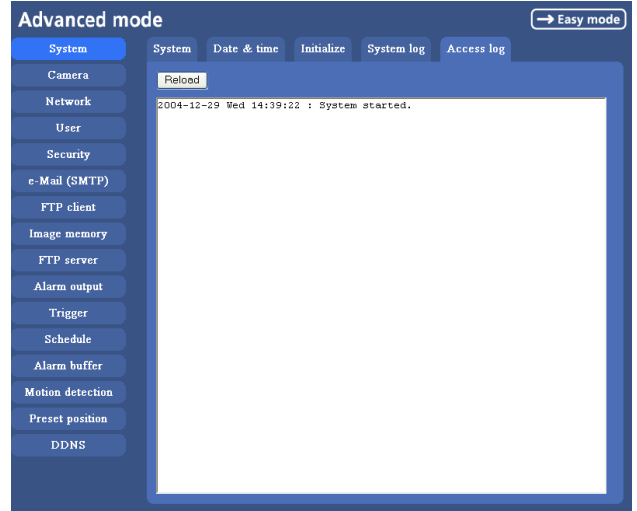 Advanced mode
→ Easy mode
System
Camera
Network
User
Security
e-Mail (SMTP)
FTP client
Image memory
FTP server
Alarm output
Trigger
Schedule
Alarm buffer
Motion detection
Preset position
DDNS
System Date & time Initialize System log Access log
Reload
2004-12-29 Wed 14:39:22 : System started.